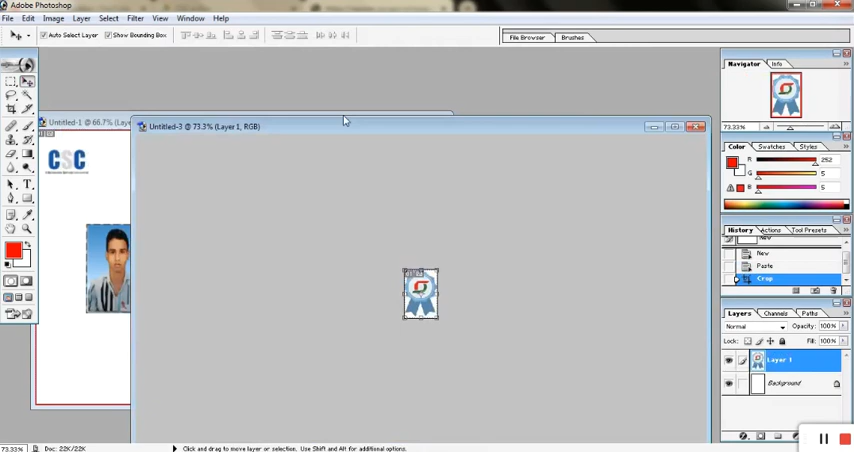 Adobe Photoshop
File Edit Image Layer Select Filter View Window Help
Auto Select Layer Show Bounding Box
File Browser Brushes
Navigator Info
Untitled-1 @ 66.7% (Lay
Untitled-3 @ 73.3% (Layer 1, RGB)
CSC
73.33%
Color Swatches Styles
R 252
G 5
B 5
History Actions Tool Presets
New
New
Paste
Crop
Layers Channels Paths
Normal Opacity: 100%
Lock: Fill: 100%
Layer 1
Background
73.33% Doc: 22K/22K Click and drag to move layer or selection. Use Shift and Alt for additional options.